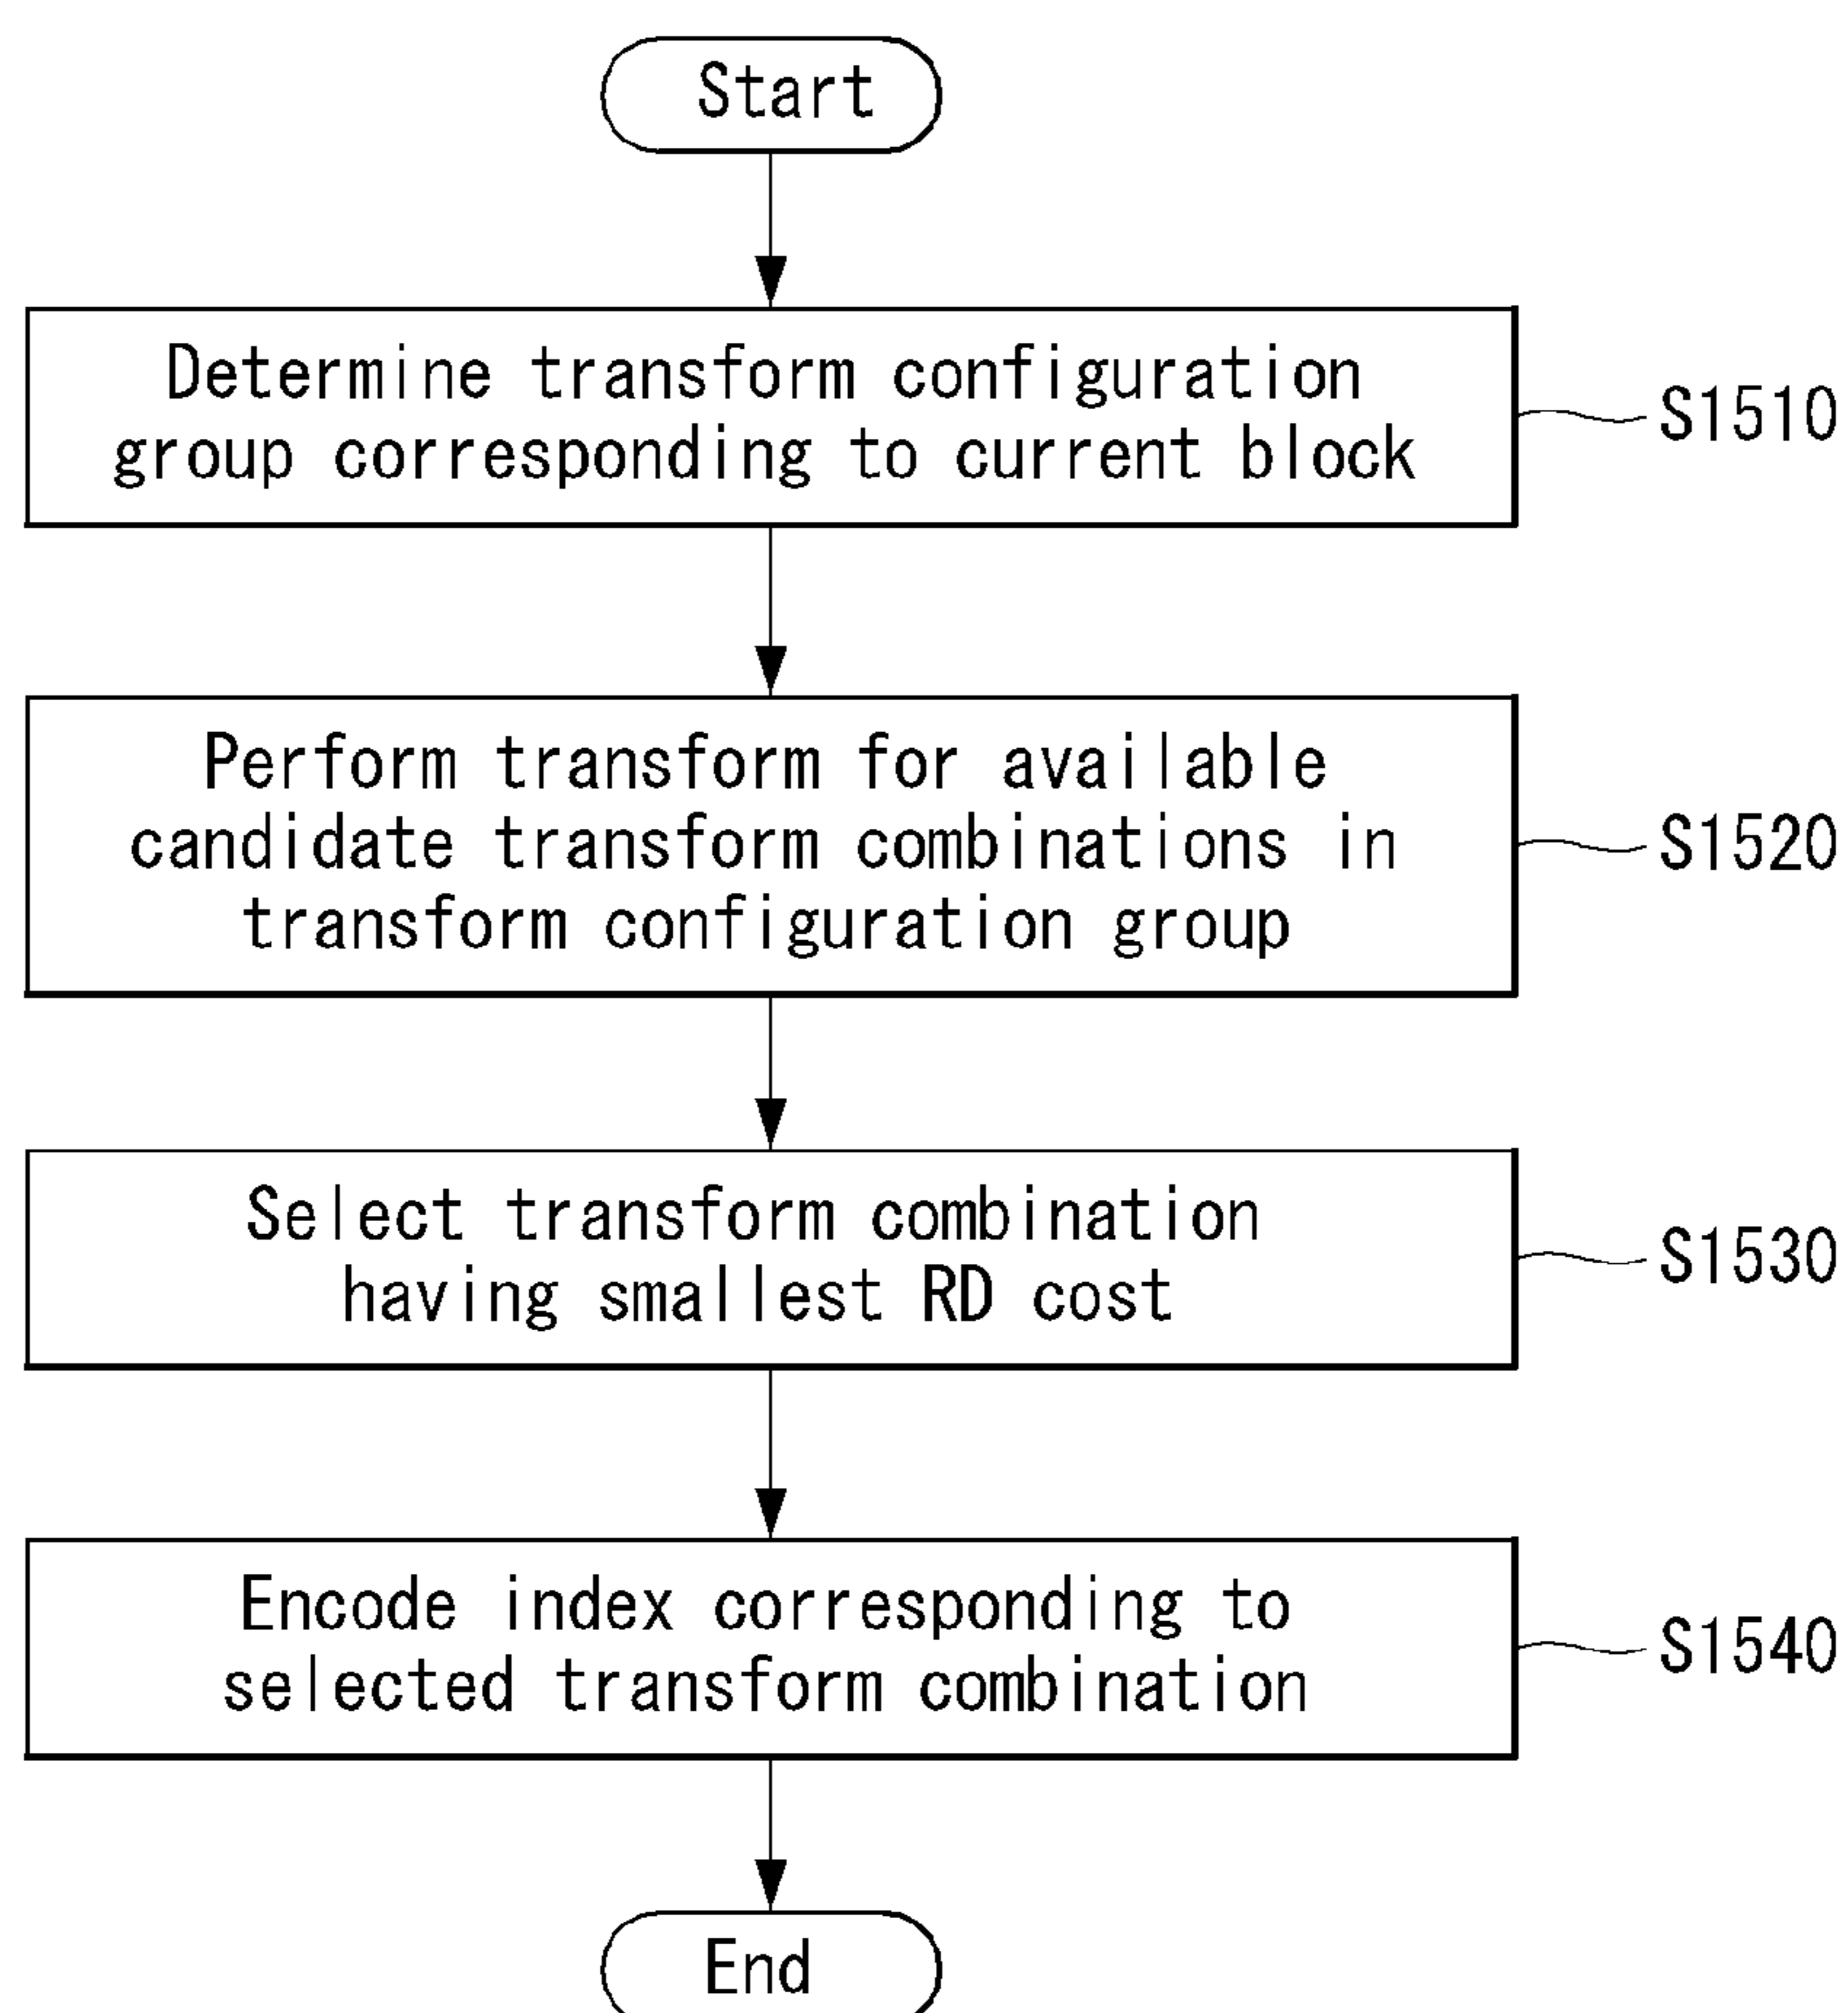 Start
Determine transform configuration
group corresponding to current block
S1510
Perform transform for available
candidate transform combinations in
transform configuration group
S1520
Select transform combination
having smallest RD cost
S1530
Encode index corresponding to
selected transform combination
S1540
End